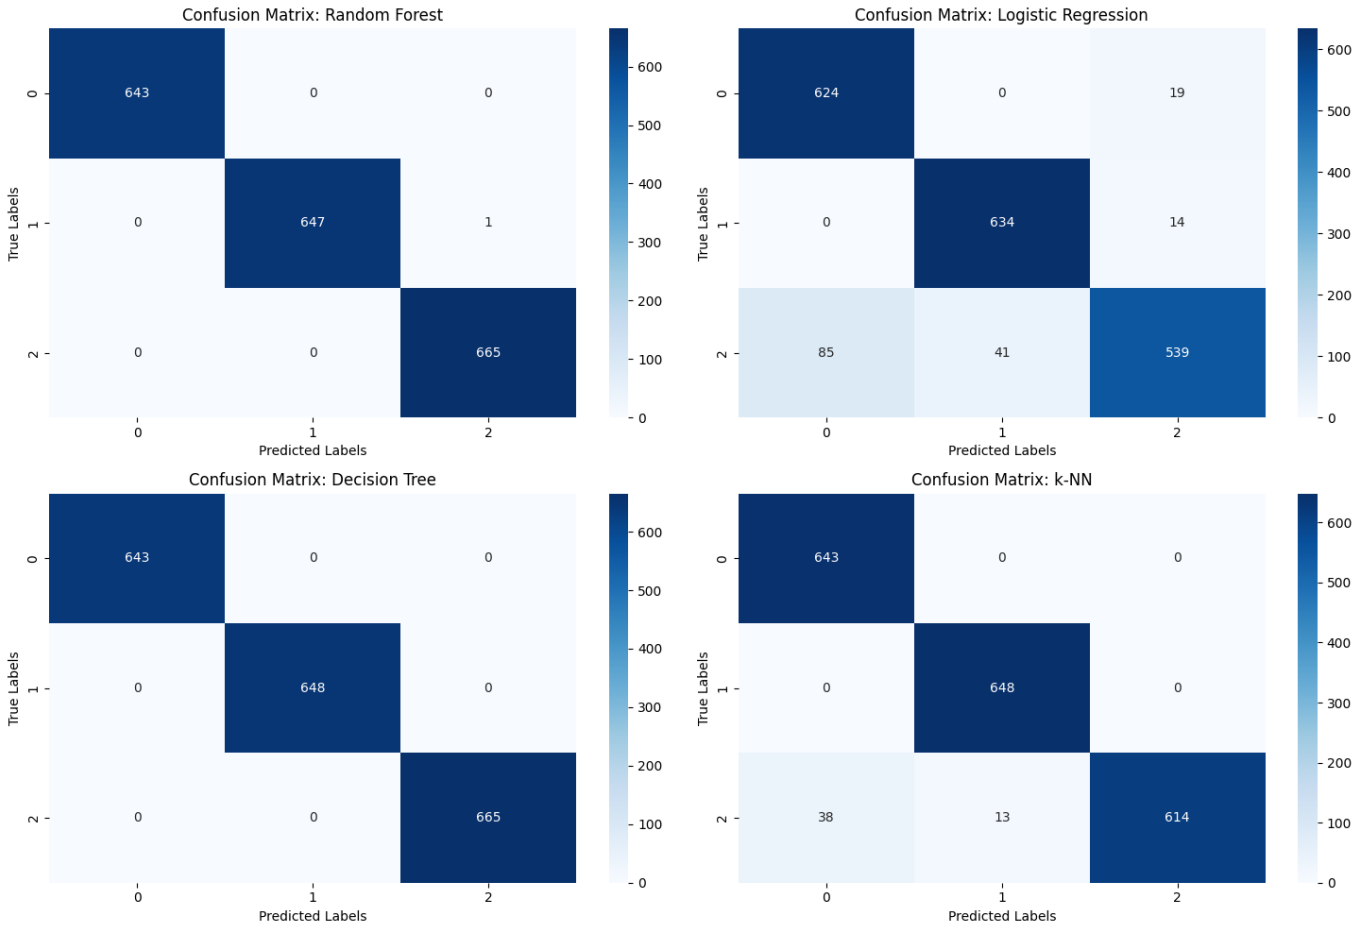 Confusion Matrix: Random Forest
643 0 0
0 647 1
0 0 665
0 1 2
0 1 2
True Labels
Predicted Labels
600
500
400
300
200
100
0
Confusion Matrix: Logistic Regression
624 0 19
0 634 14
85 41 539
0 1 2
0 1 2
True Labels
Predicted Labels
600
500
400
300
200
100
0
Confusion Matrix: Decision Tree
643 0 0
0 648 0
0 0 665
0 1 2
0 1 2
True Labels
Predicted Labels
600
500
400
300
200
100
0
Confusion Matrix: k-NN
643 0 0
0 648 0
38 13 614
0 1 2
0 1 2
True Labels
Predicted Labels
600
500
400
300
200
100
0